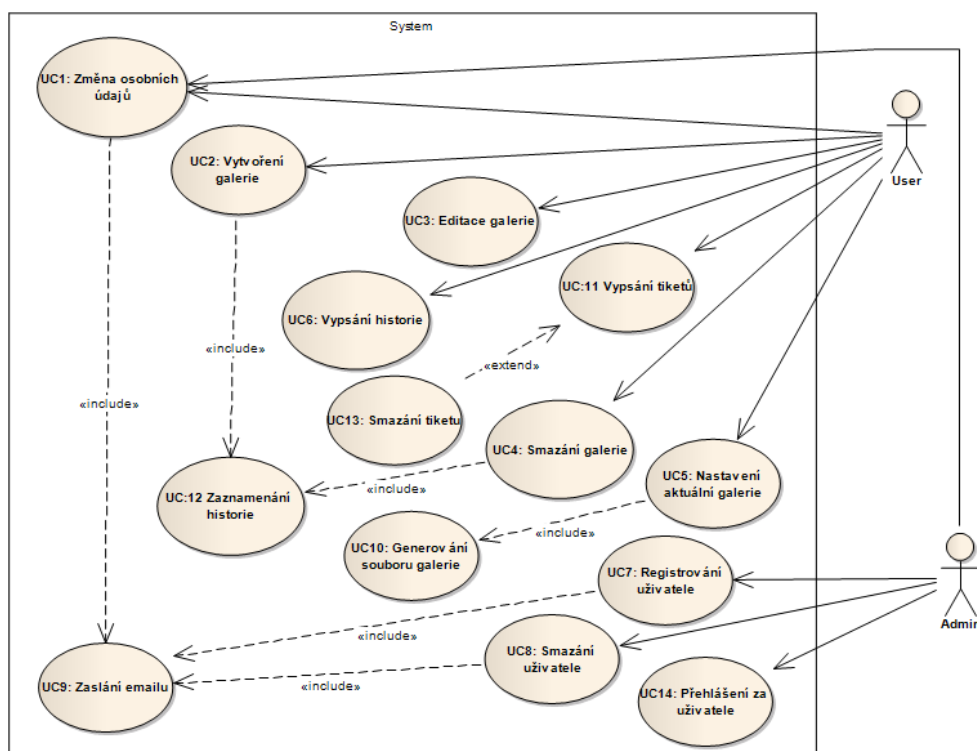 System
UC1: Změna osobních
údajů
User
UC2: Vytvoření
galerie
UC3: Editace galerie
UC:11 Vypsání tiketů
UC6: Vypsání historie
«include»
«extend»
«include»
UC13: Smazání tiketu
UC4: Smazání galerie
UC5: Nastavení
aktuální galerie
UC:12 Zaznamenání
historie
«include»
«include»
UC10: Generování
souboru galerie
UC7: Registrování
uživatele
Admin
«include»
UC8: Smazání
uživatele
UC9: Zaslání emailu
«include»
UC14: Přehlášení za
uživatele